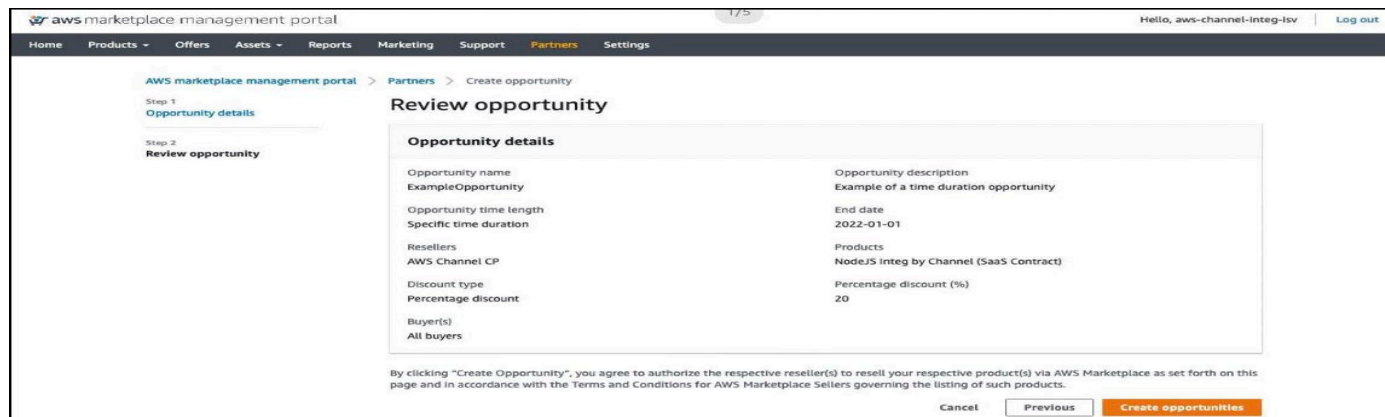 aws marketplace management portal
1/5
Hello, aws-channel-integ-isv
Log out
Home
Products
Offers
Assets
Reports
Marketing
Support
Partners
Settings
AWS marketplace management portal > Partners > Create opportunity
Step 1
Opportunity details
Step 2
Review opportunity
Review opportunity
Opportunity details
Opportunity name
ExampleOpportunity
Opportunity description
Example of a time duration opportunity
Opportunity time length
Specific time duration
End date
2022-01-01
Resellers
AWS Channel CP
Products
NodeJS Integ by Channel (SaaS Contract)
Discount type
Percentage discount
Percentage discount (%)
20
Buyer(s)
All buyers
By clicking "Create Opportunity", you agree to authorize the respective reseller(s) to resell your respective product(s) via AWS Marketplace as set forth on this
page and in accordance with the Terms and Conditions for AWS Marketplace Sellers governing the listing of such products.
Cancel
Previous
Create opportunities